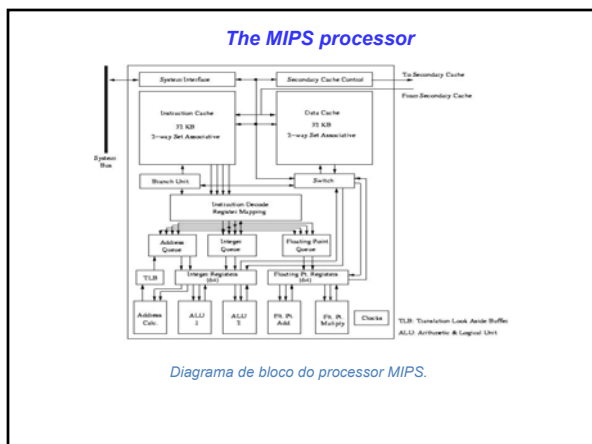 The MIPS processor
System Interface
Secondary Cache Control
To Secondary Cache
From Secondary Cache
Instruction Cache
32 KB
2-way Set Associative
Data Cache
32 KB
2-way Set Associative
System
Bus
Branch Unit
Switch
Instruction Decode
Register Mapping
Address
Queue
Integer
Queue
Floating Point
Queue
TLB
Integer Registers
(64)
Floating Pt. Registers
(64)
Address
Calc.
ALU
1
ALU
2
Flt. Pt.
Add
Flt. Pt.
Multiply
Clocks
TLB: Translation Look Aside Buffer
ALU: Arithmetic & Logical Unit
Diagrama de bloco do processor MIPS.